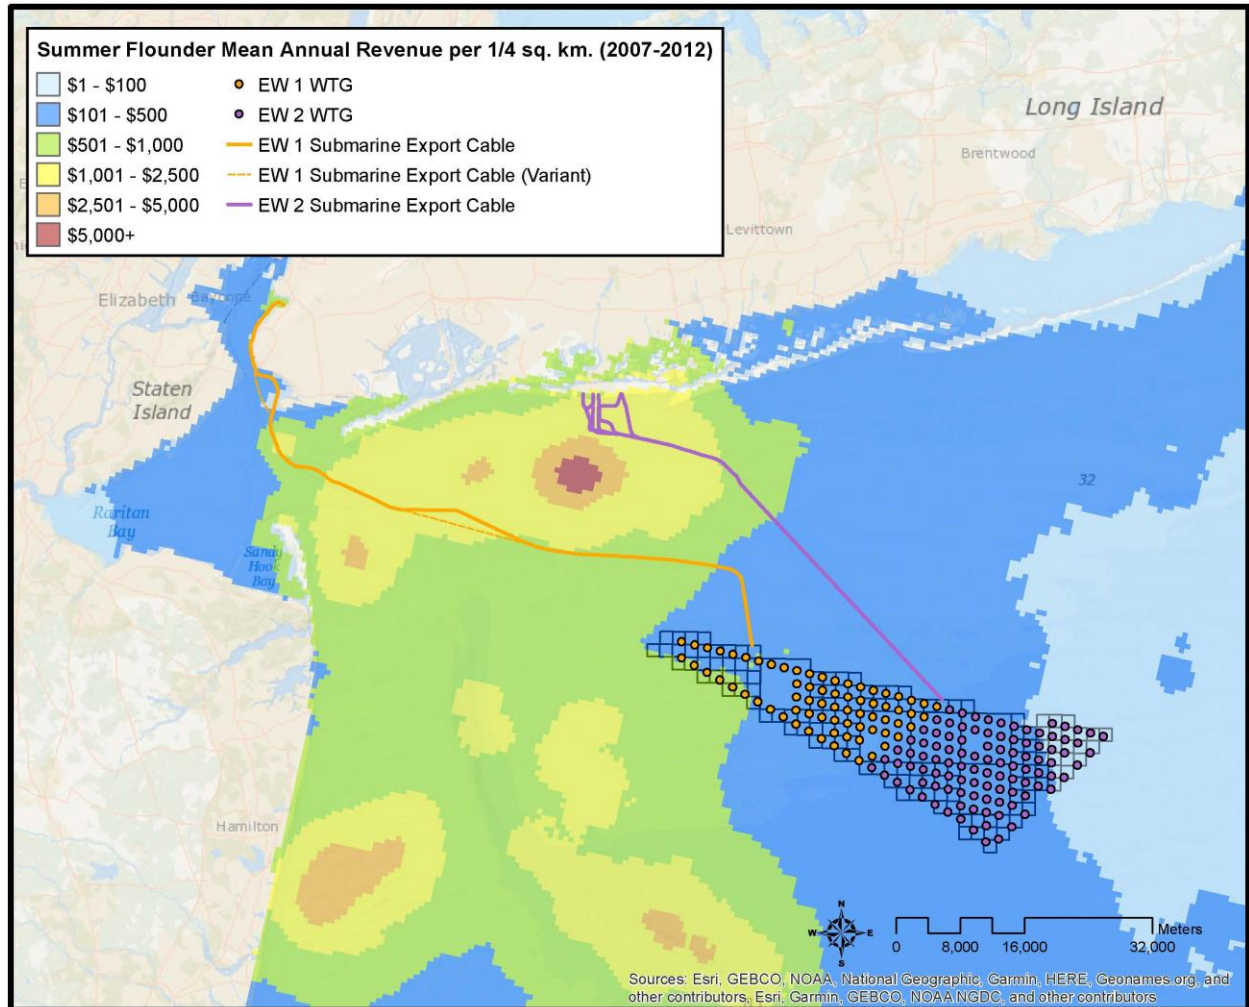 Summer Flounder Mean Annual Revenue per 1/4 sq. km. (2007-2012)
$1 - $100
$101 - $500
$501 - $1,000
$1,001 - $2,500
$2,501 - $5,000
$5,000+
EW 1 WTG
EW 2 WTG
EW 1 Submarine Export Cable
EW 1 Submarine Export Cable (Variant)
EW 2 Submarine Export Cable
Long Island
Brentwood
Levittown
Elizabeth
Bayonne
Staten
Island
32
Raritan
Bay
Sandy
Hook
Bay
Hamilton
N
W
E
S
Meters
0
8,000
16,000
32,000
Sources: Esri, GEBCO, NOAA, National Geographic, Garmin, HERE, Geonames.org, and
other contributors, Esri, Garmin, GEBCO, NOAA NGDC, and other contributors